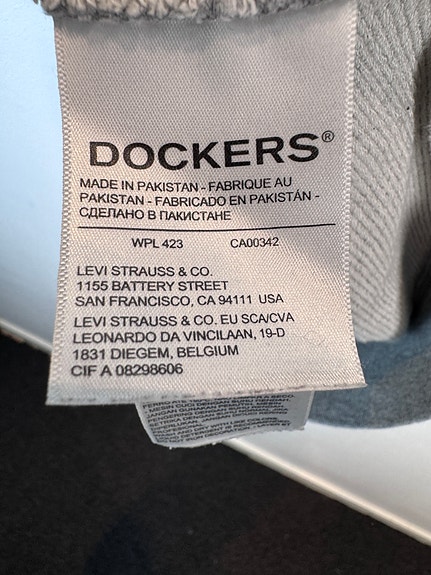 DOCKERS®
MADE IN PAKISTAN - FABRIQUE AU
PAKISTAN - FABRICADO EN PAKISTÁN -
СДЕЛАНО В ПАКИСТАНЕ
WPL 423 CA00342
LEVI STRAUSS & CO.
1155 BATTERY STREET
SAN FRANCISCO, CA 94111 USA
LEVI STRAUSS & CO. EU SCA/CVA
LEONARDO DA VINCILAAN, 19-D
1831 DIEGEM, BELGIUM
CIF A 08298606